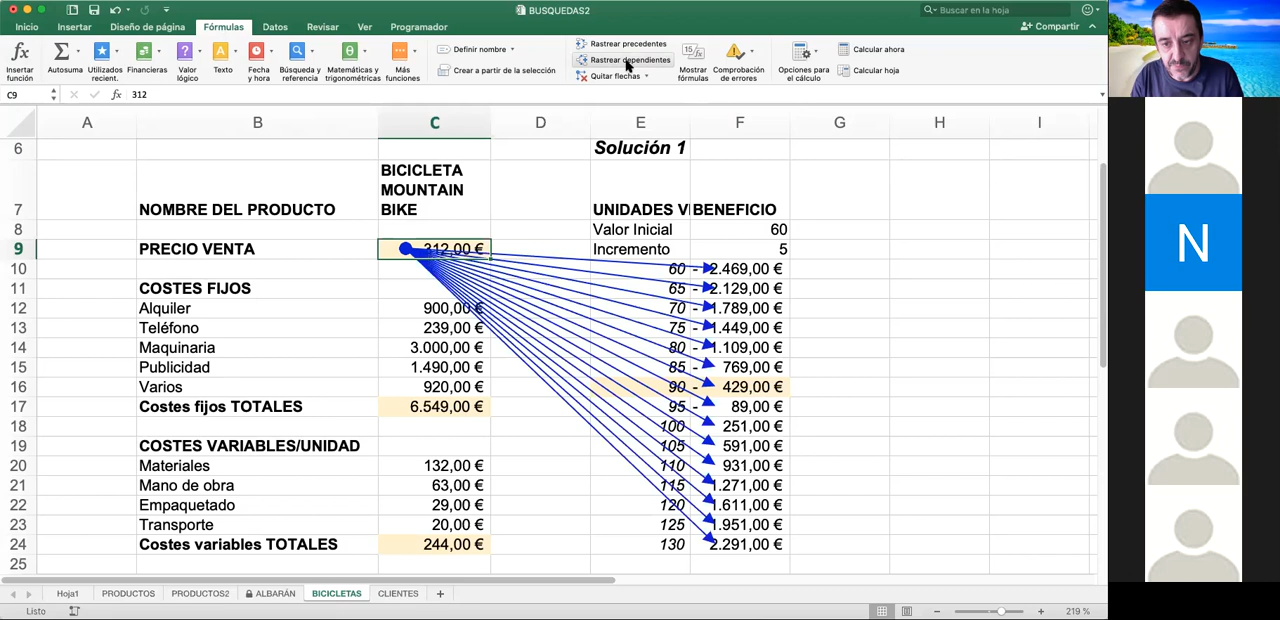 BUSQUEDAS2
Buscar en la hoja
Inicio Insertar Diseño de página Fórmulas Datos Revisar Ver Programador
Compartir
fx Insertar función
Σ Autosuma
Utilizados recient.
Financieras
? Valor lógico
A Texto
Fecha y hora
Búsqueda y referencia
θ Matemáticas y trigonométricas
Más funciones
Definir nombre
Crear a partir de la selección
Rastrear precedentes
Rastrear dependientes
Quitar flechas
Mostrar fórmulas
Comprobación de errores
Opciones para el cálculo
Calcular ahora
Calcular hoja
C9 fx 312
A B C D E F G H I
6 Solución 1
7 NOMBRE DEL PRODUCTO BICICLETA MOUNTAIN BIKE UNIDADES V BENEFICIO
8 Valor Inicial 60
9 PRECIO VENTA 312,00 € Incremento 5
10 60 - 2.469,00 €
11 COSTES FIJOS 65 - 2.129,00 €
12 Alquiler 900,00 € 70 - 1.789,00 €
13 Teléfono 239,00 € 75 - 1.449,00 €
14 Maquinaria 3.000,00 € 80 - 1.109,00 €
15 Publicidad 1.490,00 € 85 - 769,00 €
16 Varios 920,00 € 90 - 429,00 €
17 Costes fijos TOTALES 6.549,00 € 95 - 89,00 €
18 100 251,00 €
19 COSTES VARIABLES/UNIDAD 105 591,00 €
20 Materiales 132,00 € 110 931,00 €
21 Mano de obra 63,00 € 115 1.271,00 €
22 Empaquetado 29,00 € 120 1.611,00 €
23 Transporte 20,00 € 125 1.951,00 €
24 Costes variables TOTALES 244,00 € 130 2.291,00 €
25
Hoja1 PRODUCTOS PRODUCTOS2 ALBARÁN BICICLETAS CLIENTES +
Listo
219 %
N